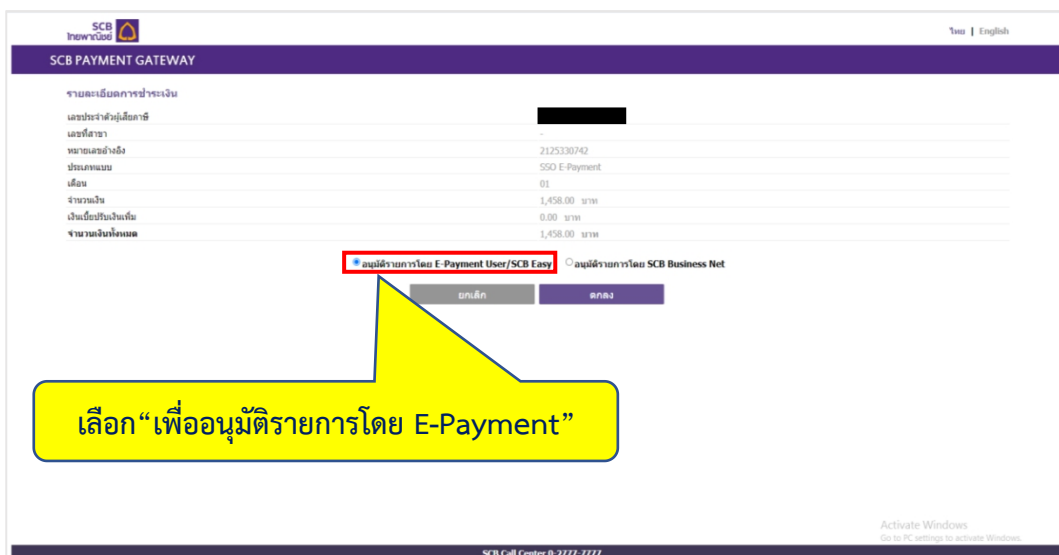 SCB
ไทยพาณิชย์
ไทย | English
SCB PAYMENT GATEWAY
รายละเอียดการชำระเงิน
เลขประจำตัวผู้เสียภาษี
เลขที่สาขา -
หมายเลขอ้างอิง 2125330742
ประเภทแบบ SSO E-Payment
เดือน 01
จำนวนเงิน 1,458.00 บาท
เงินเบี้ยปรับเงินเพิ่ม 0.00 บาท
จำนวนเงินทั้งหมด 1,458.00 บาท
อนุมัติรายการโดย E-Payment User/SCB Easy อนุมัติรายการโดย SCB Business Net
ยกเลิก ตกลง
เลือก“เพื่ออนุมัติรายการโดย E-Payment”
Activate Windows
Go to PC settings to activate Windows.
SCB Call Center 0-2777-7777